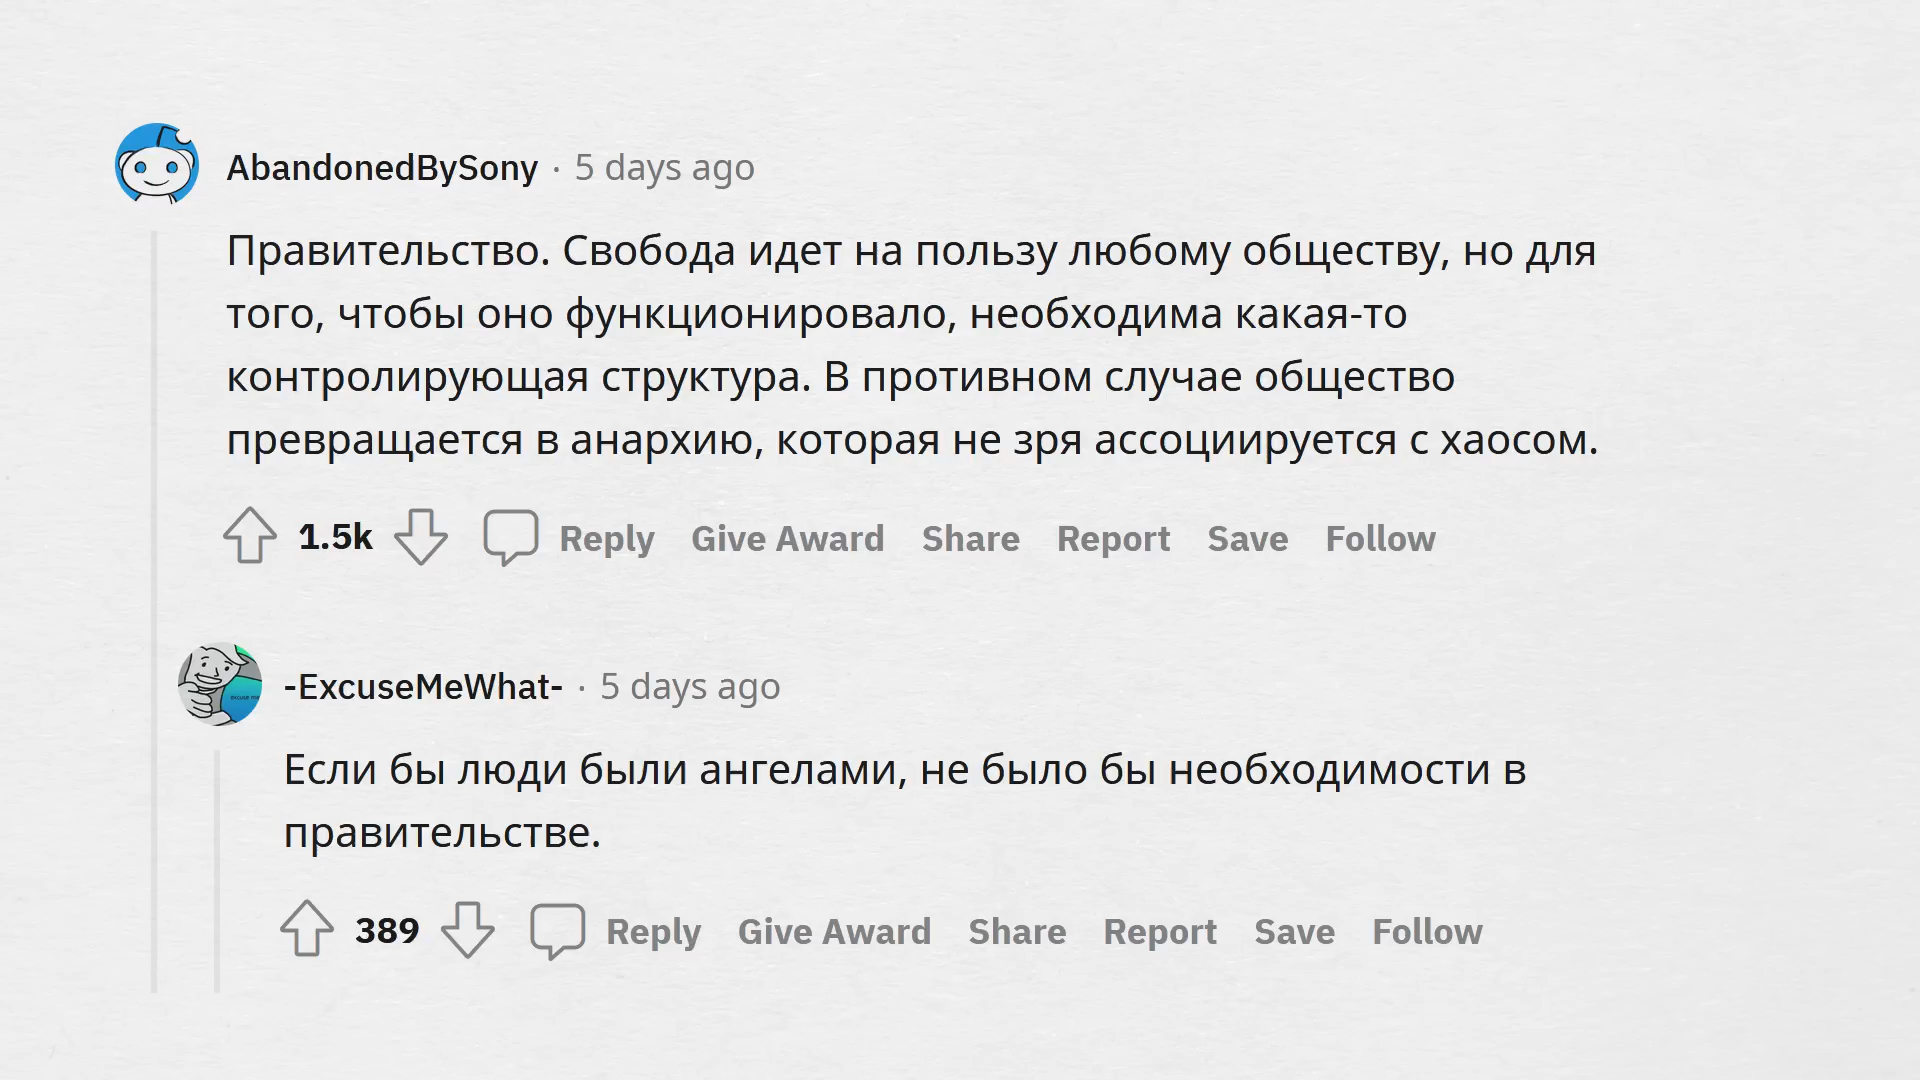 AbandonedBySony · 5 days ago
Правительство. Свобода идет на пользу любому обществу, но для
того, чтобы оно функционировало, необходима какая-то
контролирующая структура. В противном случае общество
превращается в анархию, которая не зря ассоциируется с хаосом.
1.5k Reply Give Award Share Report Save Follow
-ExcuseMeWhat- · 5 days ago
Если бы люди были ангелами, не было бы необходимости в
правительстве.
389 Reply Give Award Share Report Save Follow